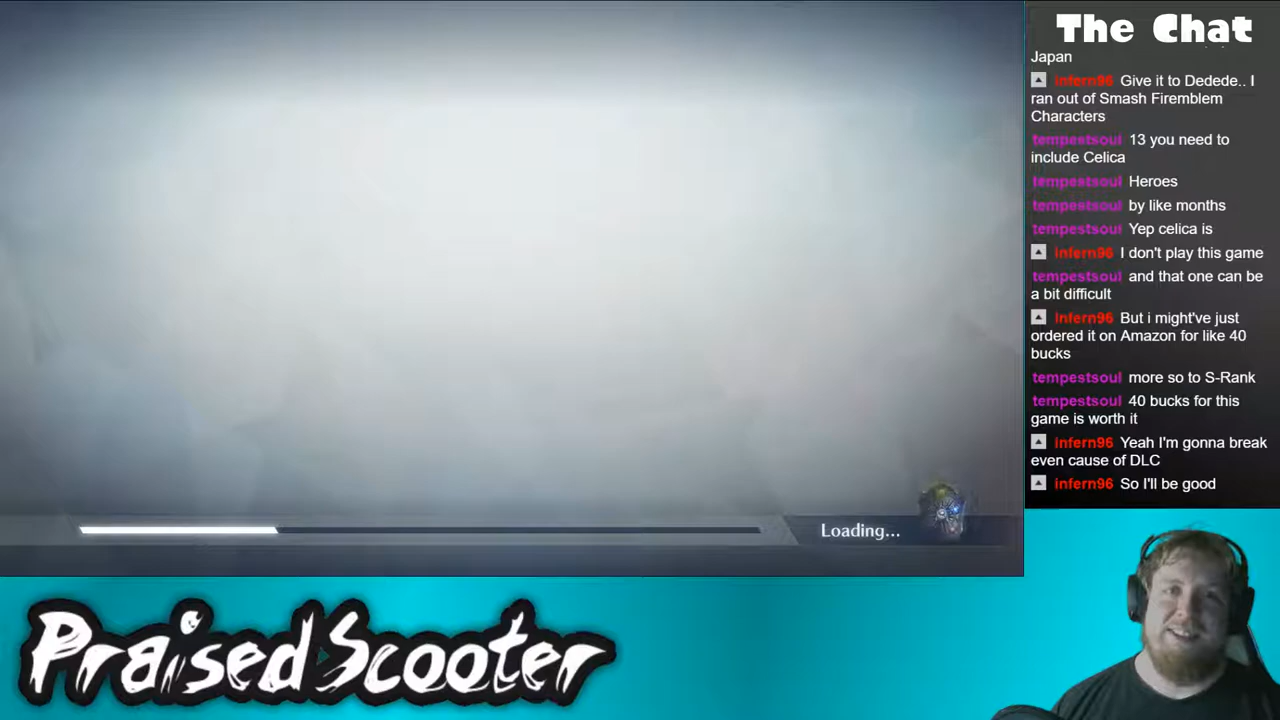 The Chat
Japan
infern96 Give it to Dedede.. I
ran out of Smash Firemblem
Characters
tempestsoul 13 you need to
include Celica
tempestsoul Heroes
tempestsoul by like months
tempestsoul Yep celica is
infern96 I don't play this game
tempestsoul and that one can be
a bit difficult
infern96 But i might've just
ordered it on Amazon for like 40
bucks
tempestsoul more so to S-Rank
tempestsoul 40 bucks for this
game is worth it
infern96 Yeah I'm gonna break
even cause of DLC
infern96 So I'll be good
Loading...
PraisedScooter